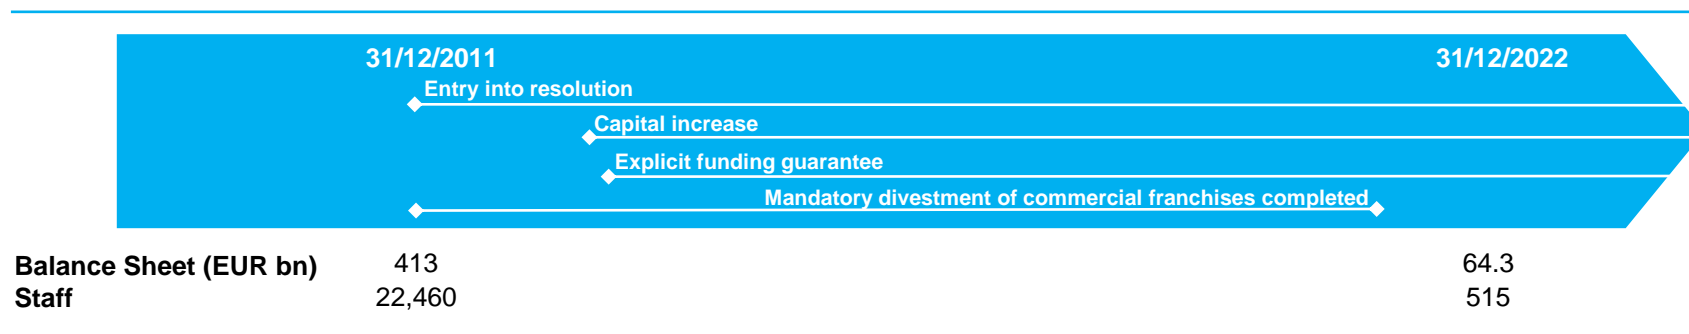 31/12/2011 31/12/2022
Entry into resolution
Capital increase
Explicit funding guarantee
Mandatory divestment of commercial franchises completed
Balance Sheet (EUR bn) 413 64.3
Staff 22,460 515